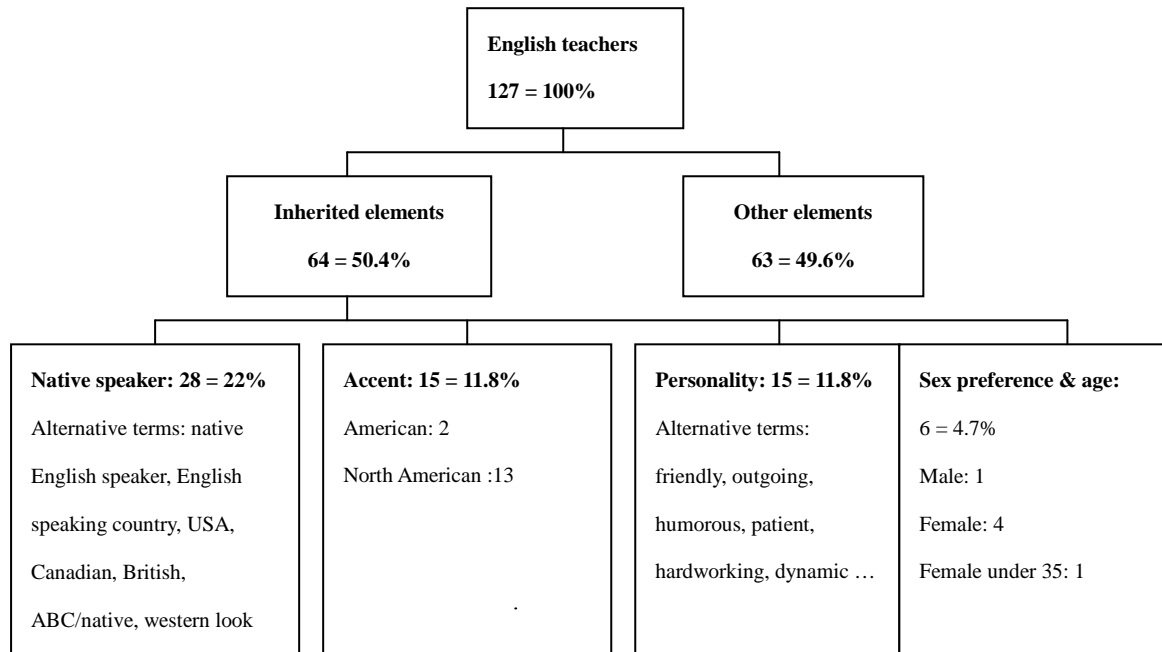 English teachers
127 = 100%
Inherited elements
64 = 50.4%
Other elements
63 = 49.6%
Native speaker: 28 = 22%
Alternative terms: native
English speaker, English
speaking country, USA,
Canadian, British,
ABC/native, western look
Accent: 15 = 11.8%
American: 2
North American :13
.
Personality: 15 = 11.8%
Alternative terms:
friendly, outgoing,
humorous, patient,
hardworking, dynamic …
Sex preference & age:
6 = 4.7%
Male: 1
Female: 4
Female under 35: 1